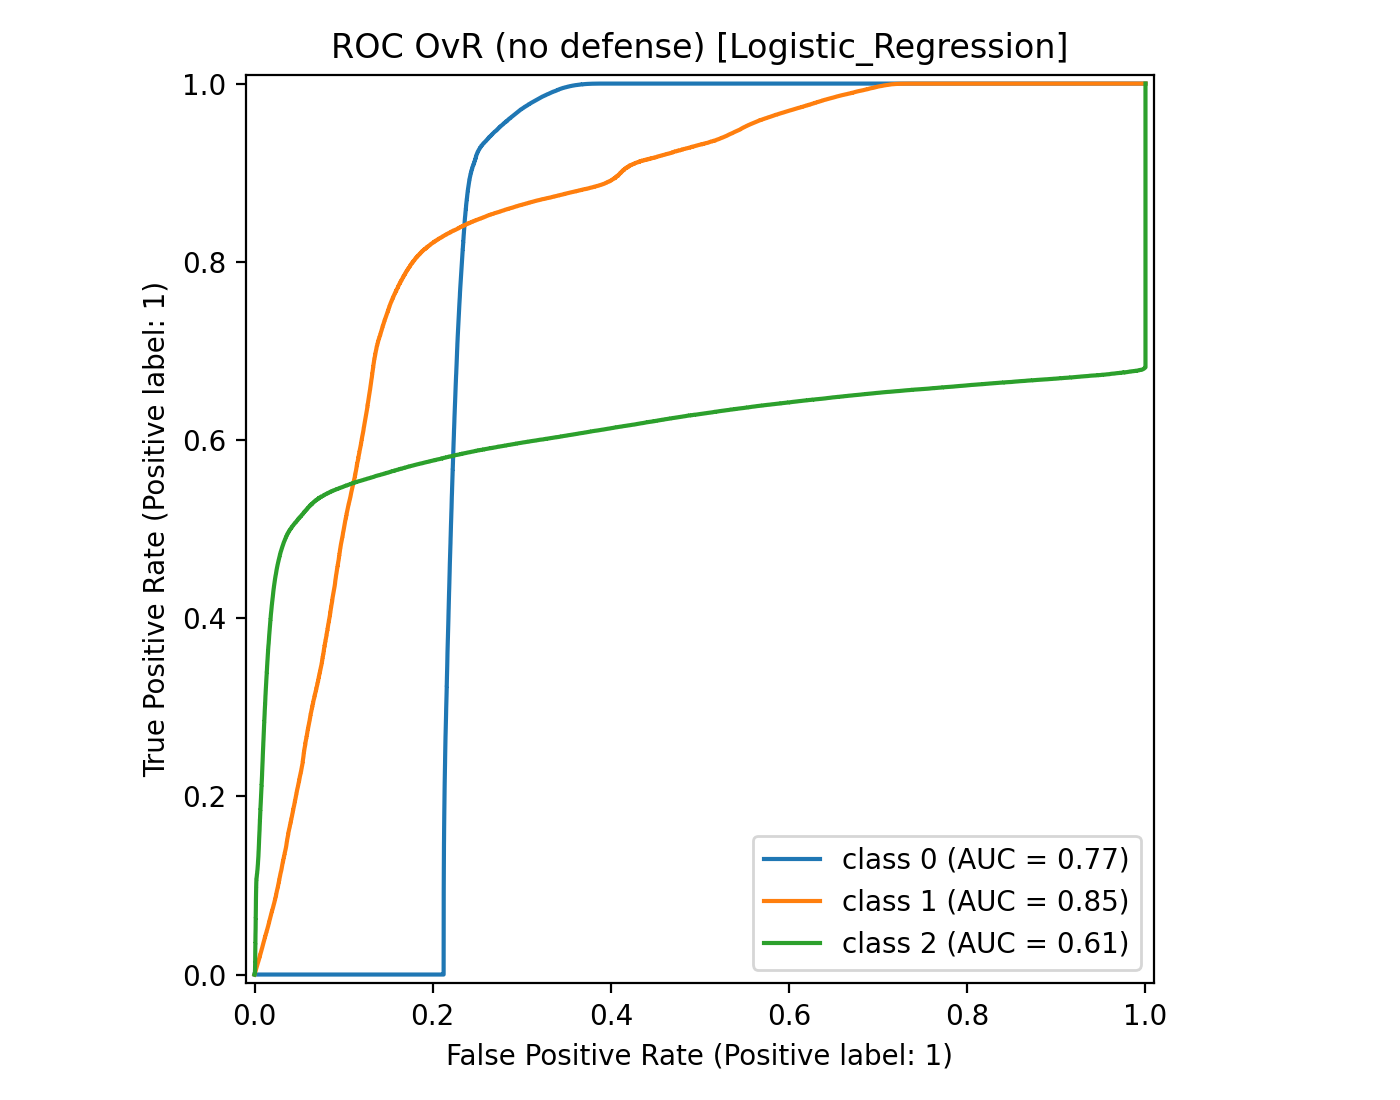 ROC OvR (no defense) [Logistic_Regression]
1.0
0.8
0.6
0.4
0.2
0.0
True Positive Rate (Positive label: 1)
class 0 (AUC = 0.77)
class 1 (AUC = 0.85)
class 2 (AUC = 0.61)
0.0 0.2 0.4 0.6 0.8 1.0
False Positive Rate (Positive label: 1)